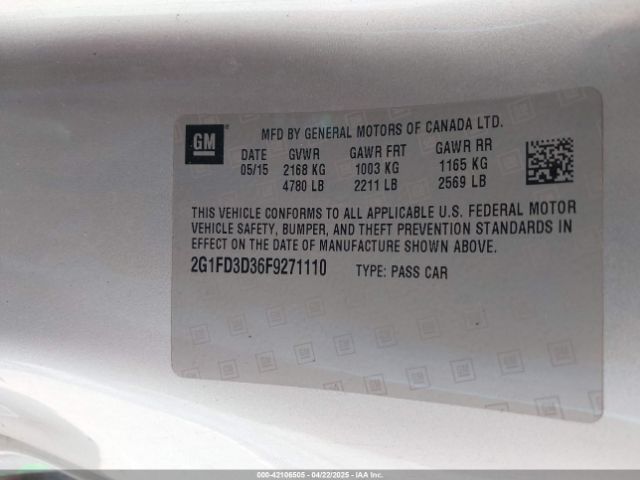 GM
MFD BY GENERAL MOTORS OF CANADA LTD.
DATE GVWR GAWR FRT GAWR RR
05/15 2168 KG 1003 KG 1165 KG
4780 LB 2211 LB 2569 LB
THIS VEHICLE CONFORMS TO ALL APPLICABLE U.S. FEDERAL MOTOR
VEHICLE SAFETY, BUMPER, AND THEFT PREVENTION STANDARDS IN
EFFECT ON THE DATE OF MANUFACTURE SHOWN ABOVE.
2G1FD3D36F9271110 TYPE: PASS CAR
000-42106505 - 04/22/2025 - IAA Inc.